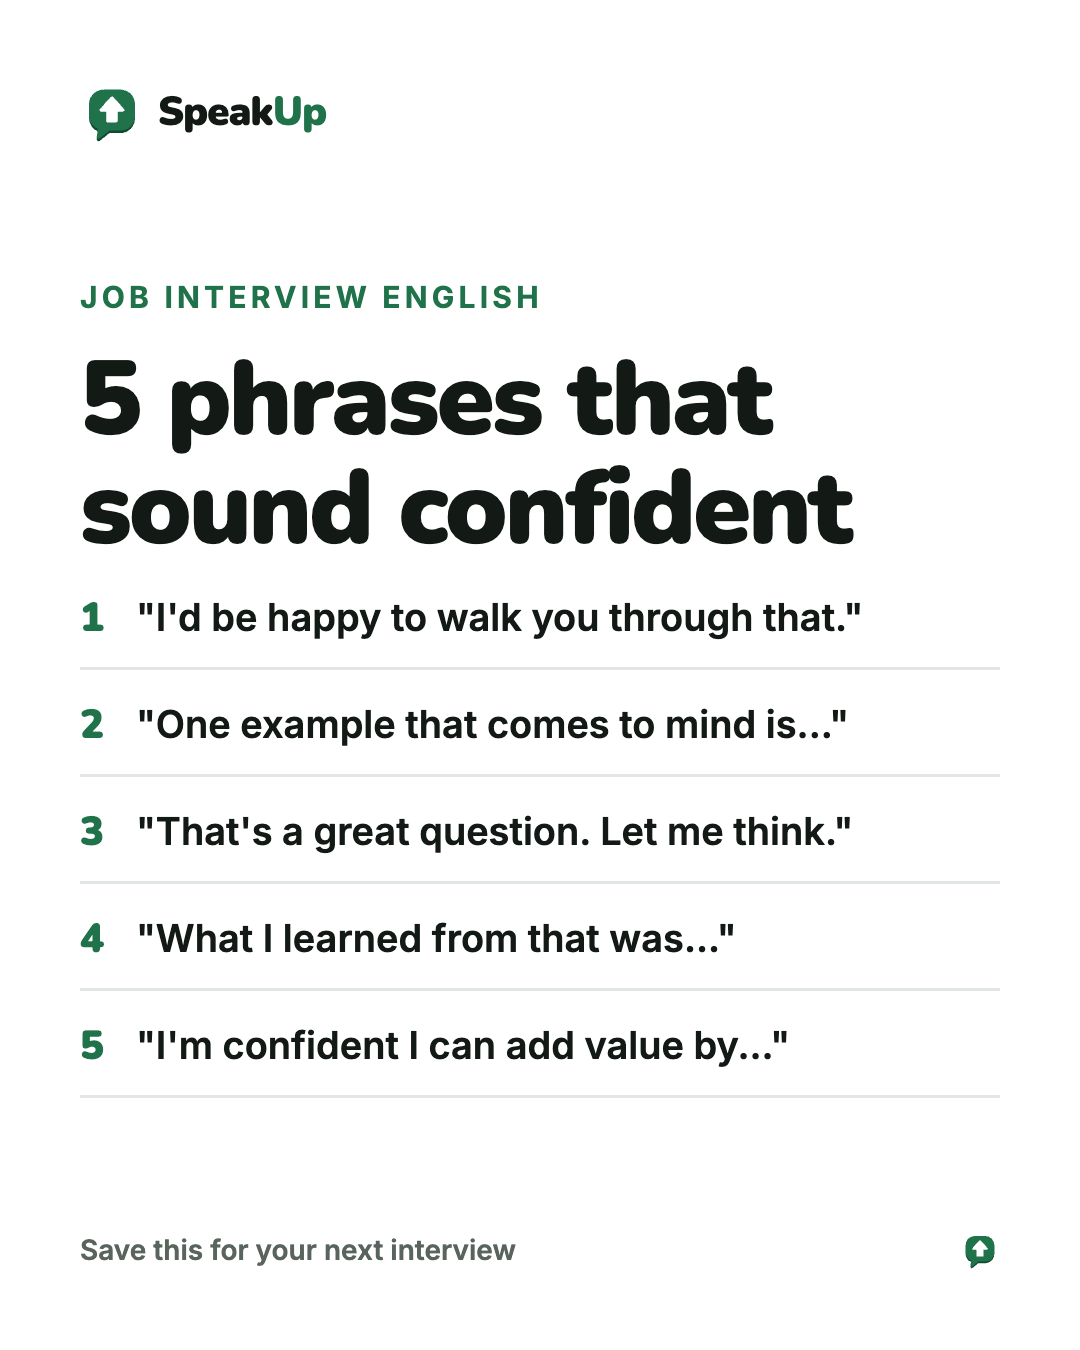 SpeakUp
JOB INTERVIEW ENGLISH
5 phrases that
sound confident
1 "I'd be happy to walk you through that."
2 "One example that comes to mind is..."
3 "That's a great question. Let me think."
4 "What I learned from that was..."
5 "I'm confident I can add value by..."
Save this for your next interview